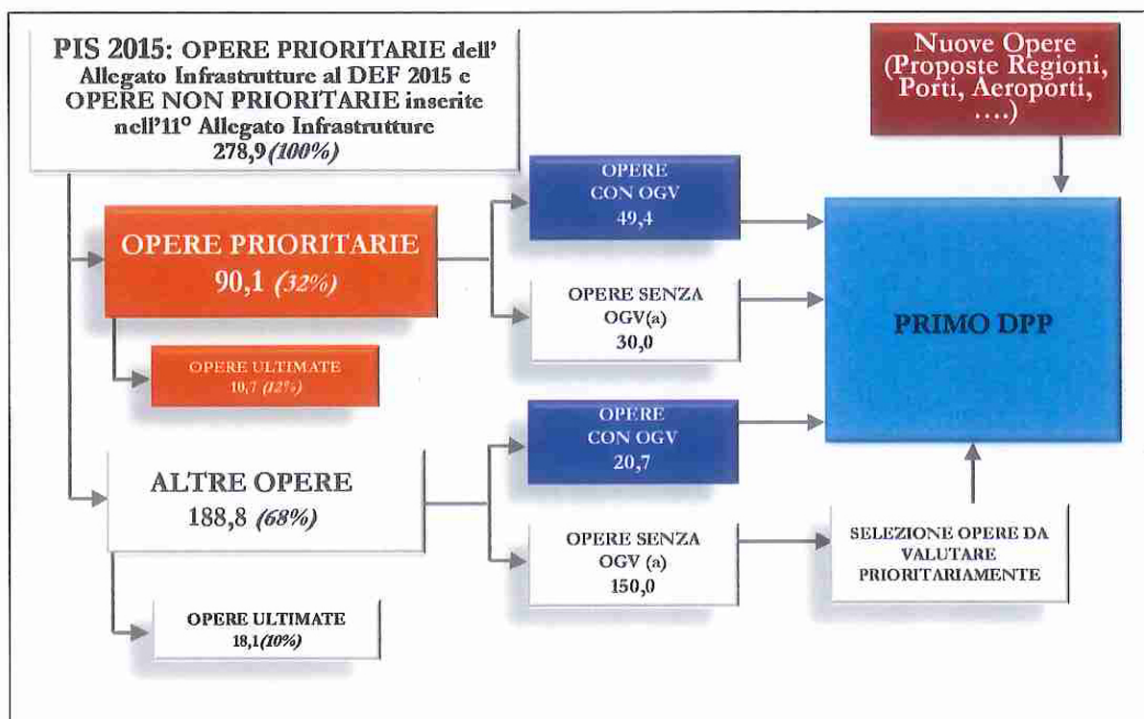 PIS 2015: OPERE PRIORITARIE dell'
Allegato Infrastrutture al DEF 2015 e
OPERE NON PRIORITARIE inserite
nell'11° Allegato Infrastrutture
278,9 (100%)
Nuove Opere
(Proposte Regioni,
Porti, Aeroporti,
….)
OPERE
CON OGV
49,4
OPERE PRIORITARIE
90,1 (32%)
OPERE SENZA
OGV(a)
30,0
PRIMO DPP
OPERE ULTIMATE
10,7 (12%)
OPERE
CON OGV
20,7
ALTRE OPERE
188,8 (68%)
OPERE SENZA
OGV (a)
150,0
SELEZIONE OPERE DA
VALUTARE
PRIORITARIAMENTE
OPERE ULTIMATE
18,1(10%)